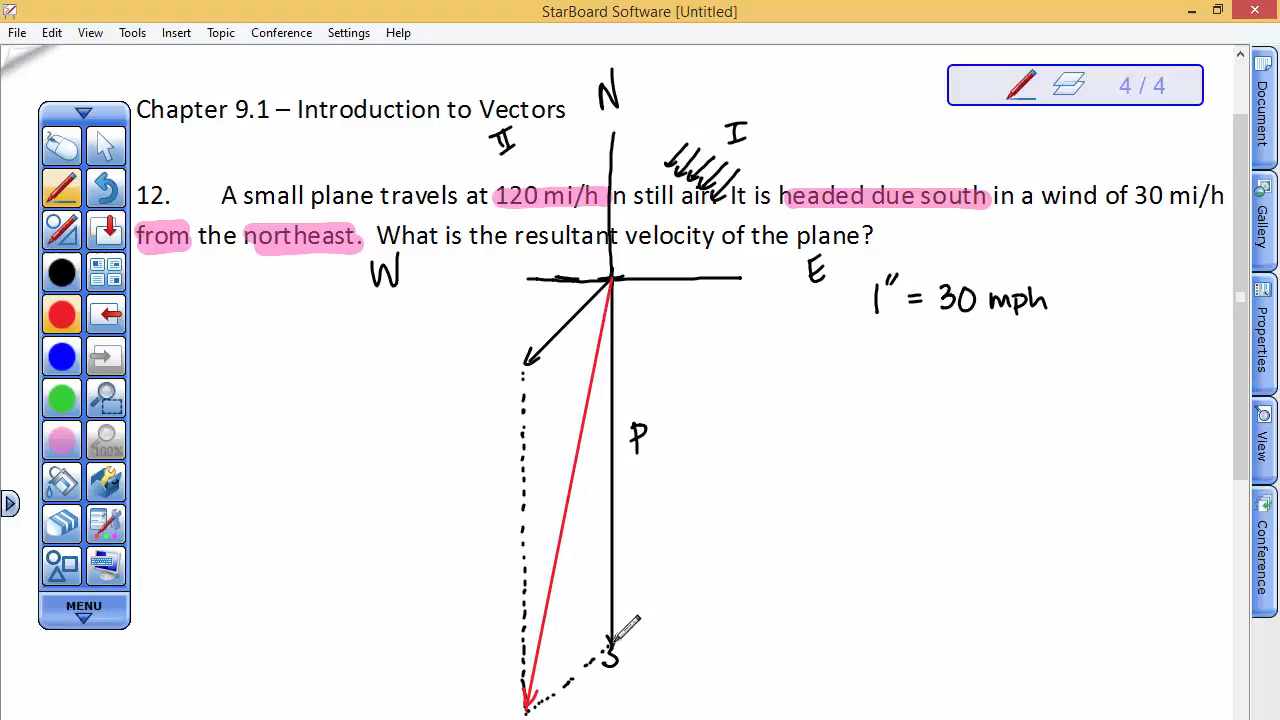 StarBoard Software [Untitled]
File Edit View Tools Insert Topic Conference Settings Help
4 / 4
N
Chapter 9.1 – Introduction to Vectors
II
I
12. A small plane travels at 120 mi/h in still air. It is headed due south in a wind of 30 mi/h
from the northeast. What is the resultant velocity of the plane?
W
E
1" = 30 mph
P
S
100%
MENU
Document
Gallery
Properties
View
Conference